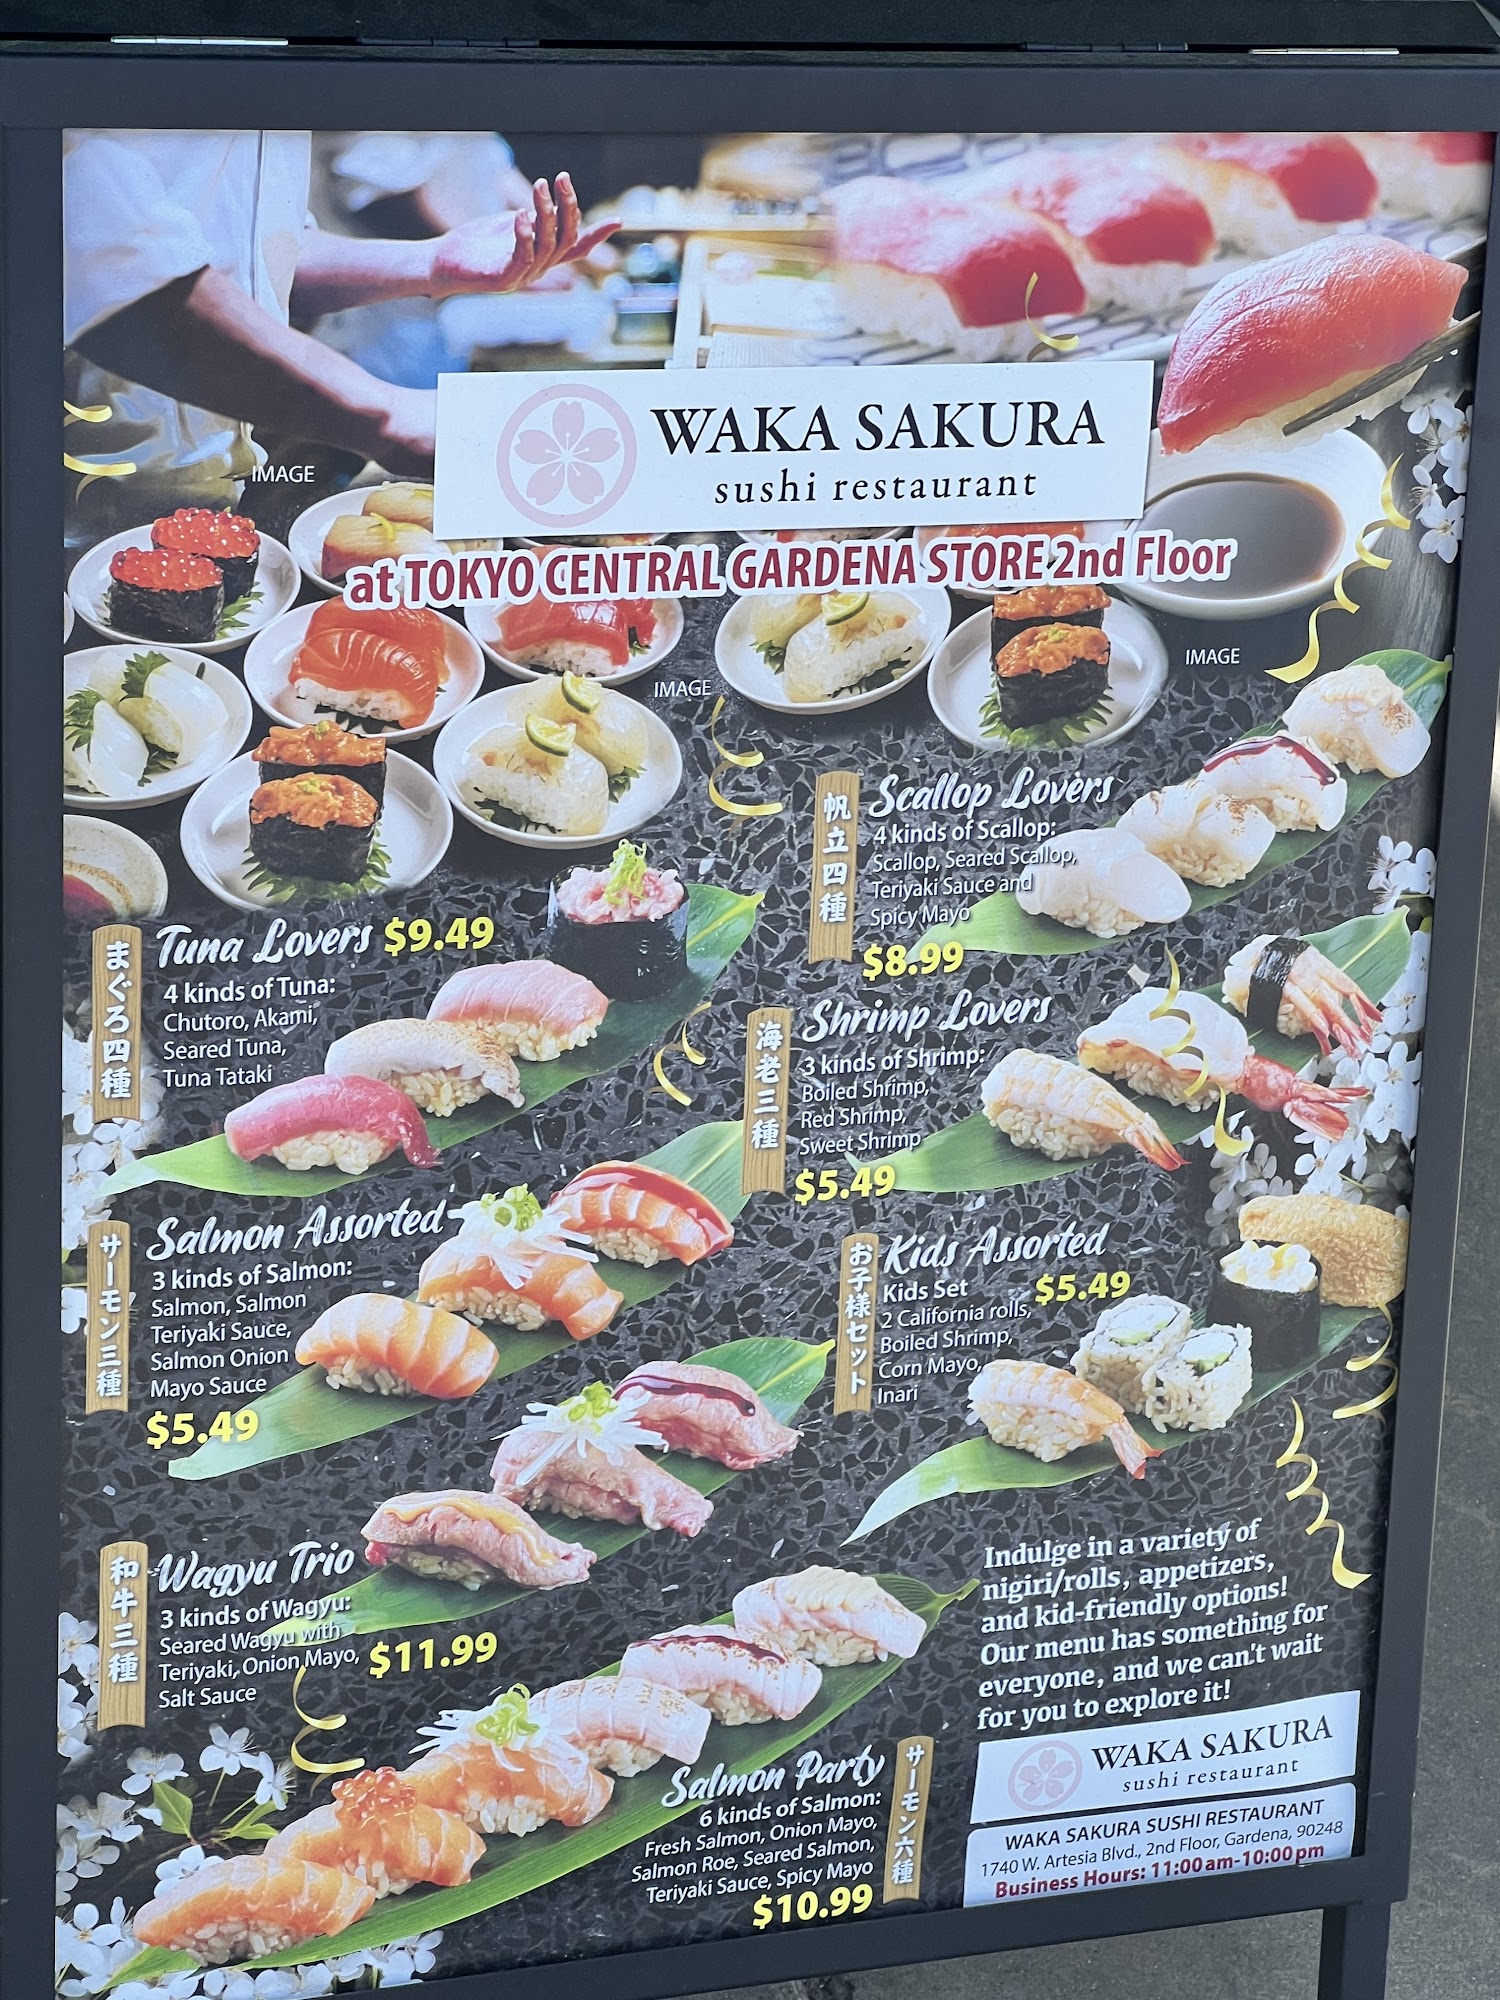 WAKA SAKURA
sushi restaurant
at TOKYO CENTRAL GARDENA STORE 2nd Floor
IMAGE
IMAGE
IMAGE
まぐろ四種
Tuna Lovers $9.49
4 kinds of Tuna:
Chutoro, Akami,
Seared Tuna,
Tuna Tataki
帆立四種
Scallop Lovers
4 kinds of Scallop:
Scallop, Seared Scallop,
Teriyaki Sauce and
Spicy Mayo
$8.99
海老三種
Shrimp Lovers
3 kinds of Shrimp:
Boiled Shrimp,
Red Shrimp,
Sweet Shrimp
$5.49
サーモン三種
Salmon Assorted
3 kinds of Salmon:
Salmon, Salmon
Teriyaki Sauce,
Salmon Onion
Mayo Sauce
$5.49
お子様セット
Kids Assorted
Kids Set $5.49
2 California rolls,
Boiled Shrimp,
Corn Mayo,
Inari
和牛三種
Wagyu Trio
3 kinds of Wagyu:
Seared Wagyu with
Teriyaki, Onion Mayo,
Salt Sauce
$11.99
サーモン六種
Salmon Party
6 kinds of Salmon:
Fresh Salmon, Onion Mayo,
Salmon Roe, Seared Salmon,
Teriyaki Sauce, Spicy Mayo
$10.99
Indulge in a variety of
nigiri/rolls, appetizers,
and kid-friendly options!
Our menu has something for
everyone, and we can't wait
for you to explore it!
WAKA SAKURA
sushi restaurant
WAKA SAKURA SUSHI RESTAURANT
1740 W. Artesia Blvd., 2nd Floor, Gardena, 90248
Business Hours: 11:00am-10:00pm